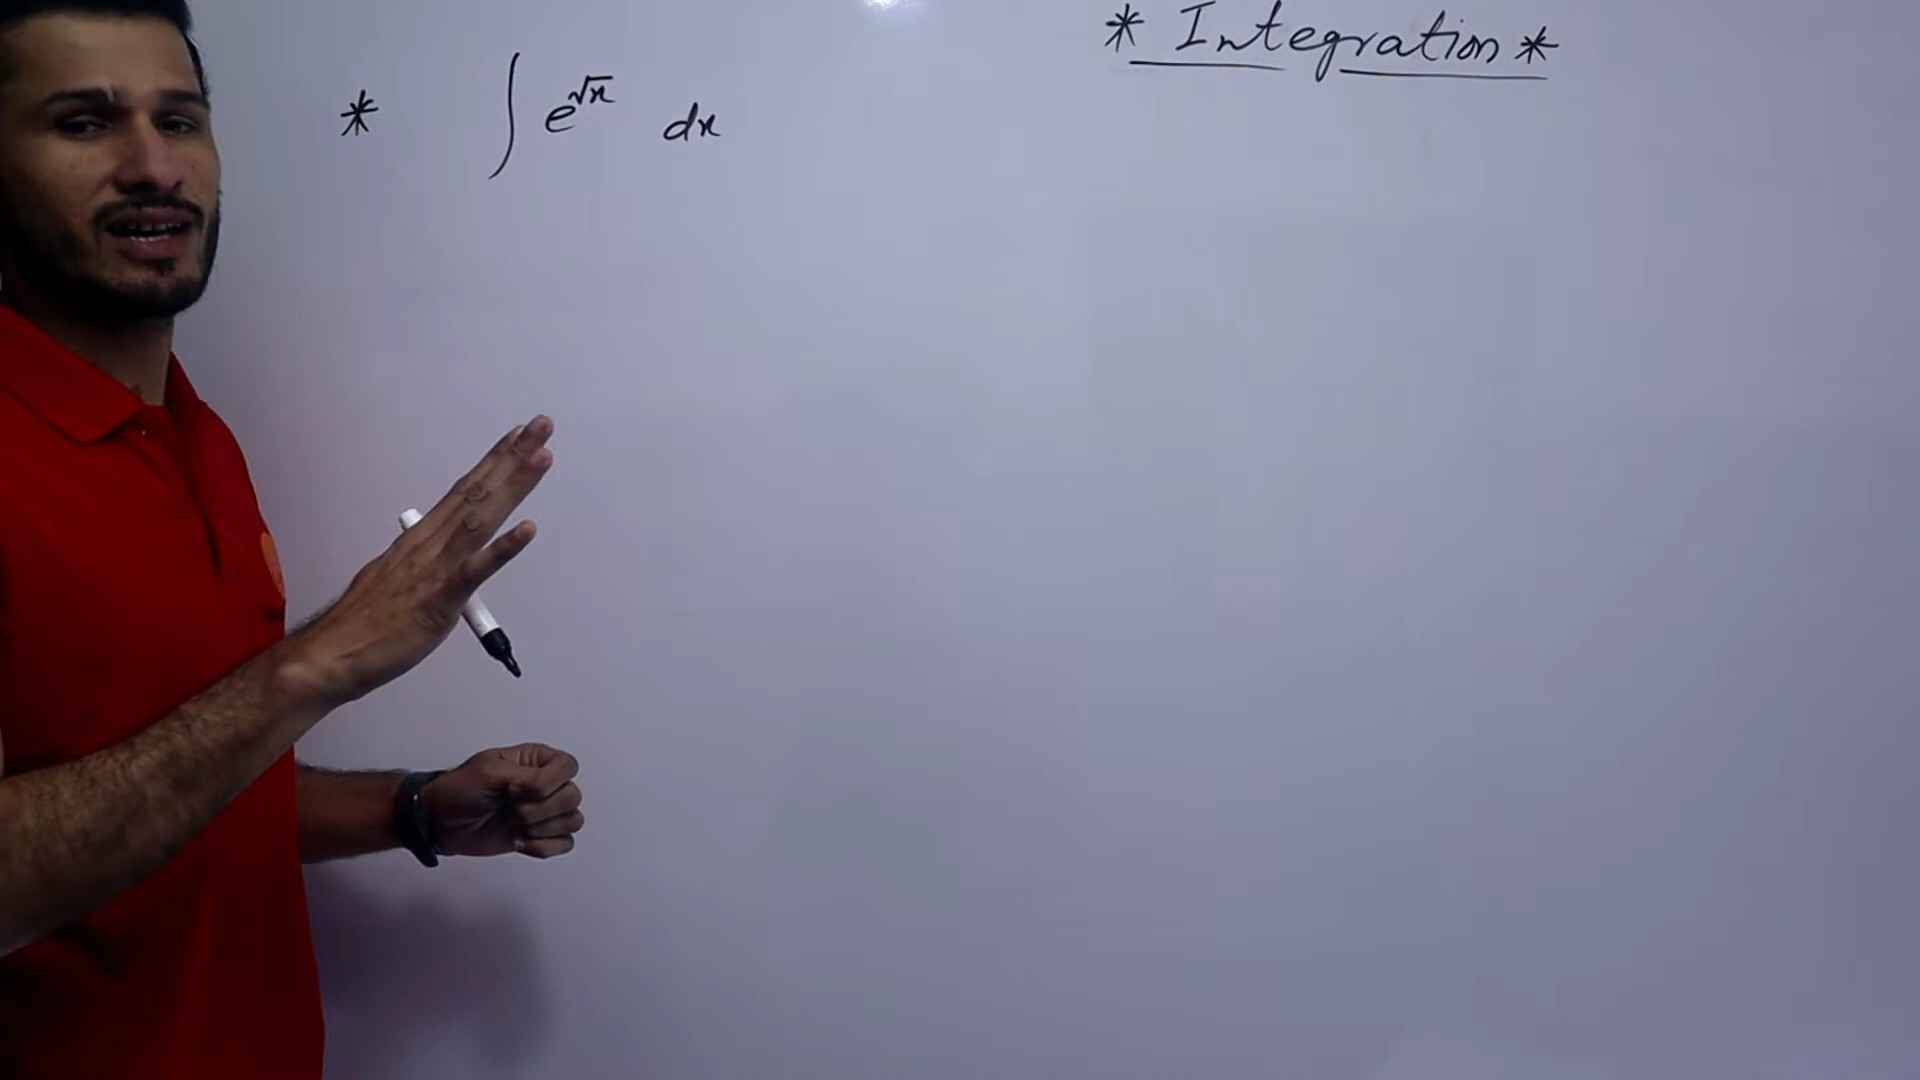 * Integration *
* ∫ e^√x dx